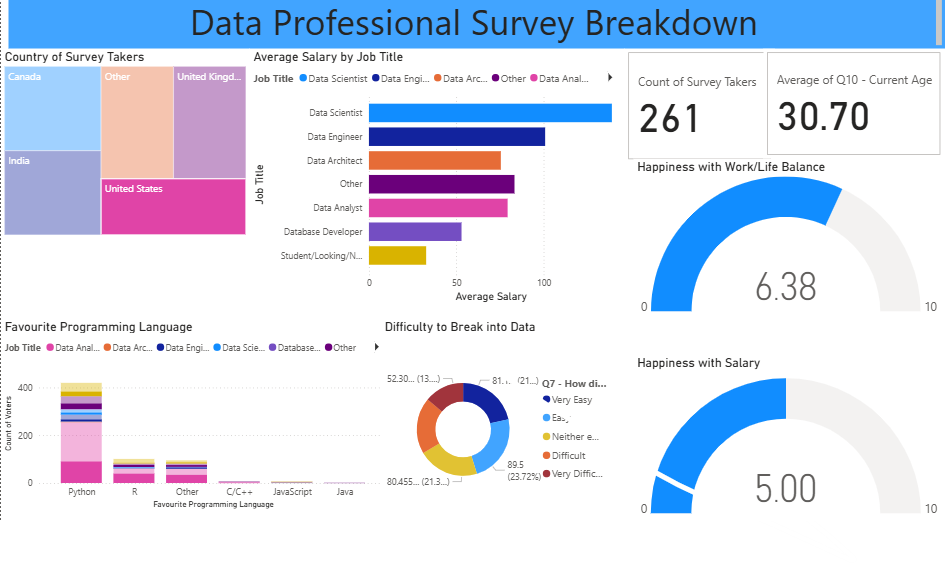 Data Professional Survey Breakdown
Country of Survey Takers
Canada
Other
United Kingd...
India
United States
Average Salary by Job Title
Job Title Data Scientist Data Engi... Data Arc... Other Data Anal...
Job Title
Data Scientist
Data Engineer
Data Architect
Other
Data Analyst
Database Developer
Student/Looking/N...
0 50 100
Average Salary
Count of Survey Takers
261
Average of Q10 - Current Age
30.70
Happiness with Work/Life Balance
6.38
0 10
Favourite Programming Language
Job Title Data Anal... Data Arc... Data Engi... Data Scie... Database... Other
Count of Voters
400
200
0
Python R Other C/C++ JavaScript Java
Favourite Programming Language
Difficulty to Break into Data
52.30... (13....)
89.5
(23.72%)
80.455... (21.3...)
Q7 - How di...
Very Easy
Neither e...
Difficult
Very Diffic...
Happiness with Salary
5.00
0 10